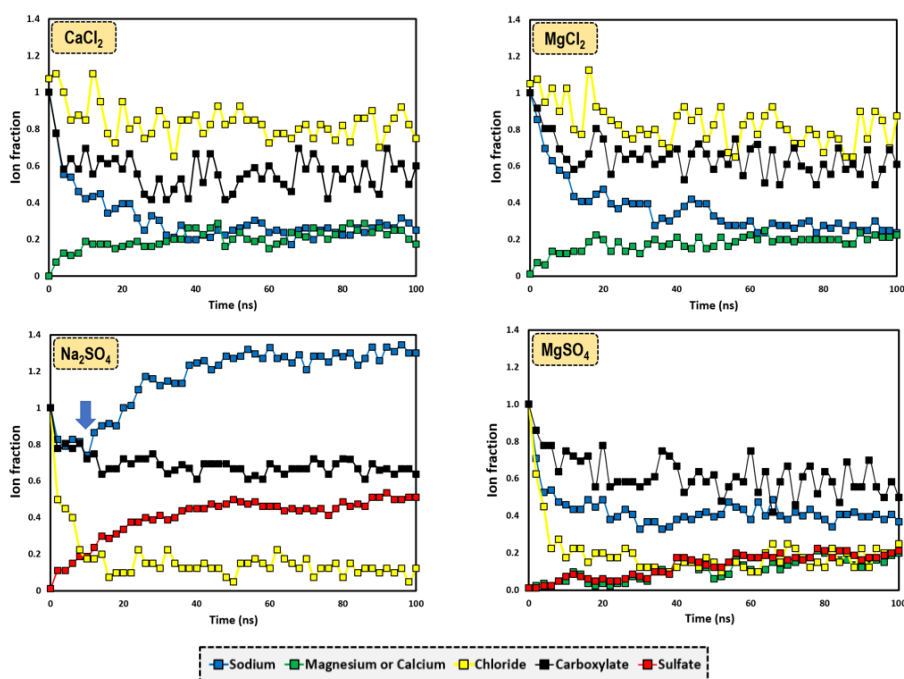 CaCl2
Ion fraction
1.4
1.2
1
0.8
0.6
0.4
0.2
0
0 20 40 60 80 100
Time (ns)
MgCl2
Ion fraction
1.4
1.2
1
0.8
0.6
0.4
0.2
0
0 20 40 60 80 100
Time (ns)
Na2SO4
Ion fraction
1.4
1.2
1
0.8
0.6
0.4
0.2
0
0 20 40 60 80 100
Time (ns)
MgSO4
Ion fraction
1.4
1.2
1
0.8
0.6
0.4
0.2
0
0 20 40 60 80 100
Time (ns)
Sodium Magnesium or Calcium Chloride Carboxylate Sulfate